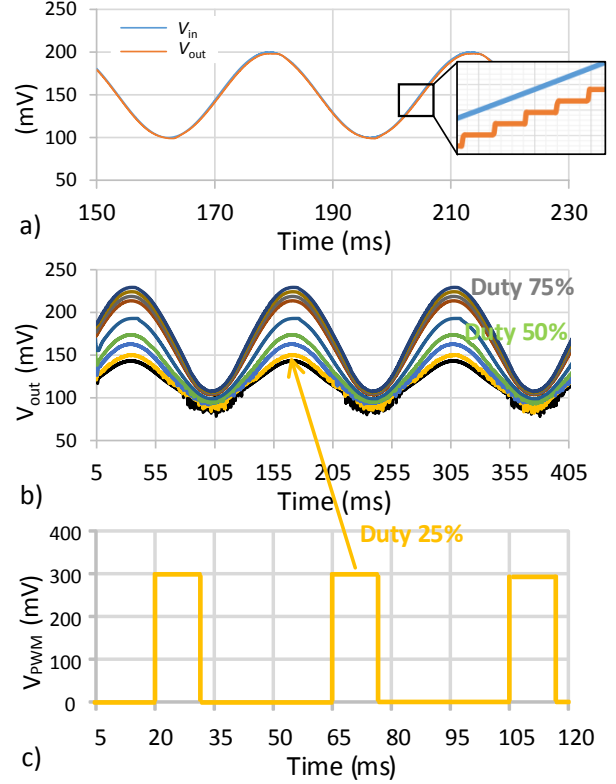 V_in
V_out
250
200
150
100
50
(mV)
150 170 190 210 230
Time (ms)
a)
250
200
150
100
50
V_out (mV)
Duty 75%
Duty 50%
5 55 105 155 205 255 305 355 405
Time (ms)
b)
Duty 25%
400
300
200
100
0
V_PWM (mV)
5 20 35 50 65 80 95 105 120
Time (ms)
c)